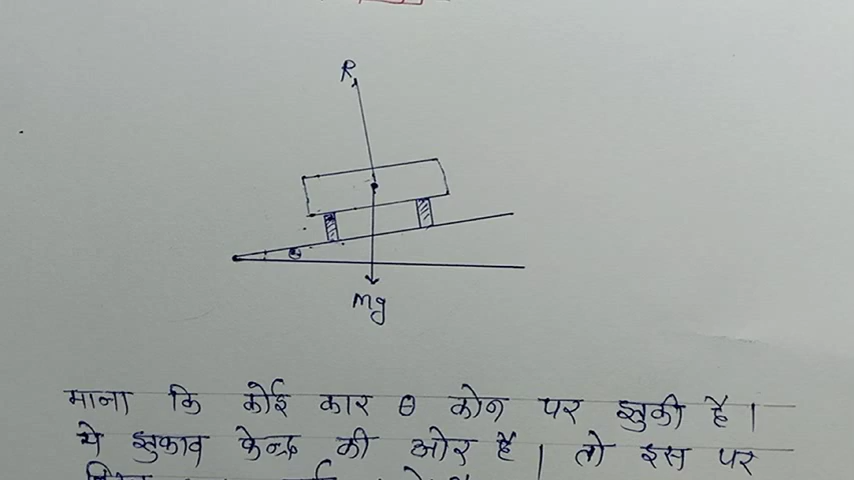 R
θ
mg
माना कि कोई कार θ कोन पर झुकी है।
ये झुकाव केन्द्र की ओर है। तो इस पर